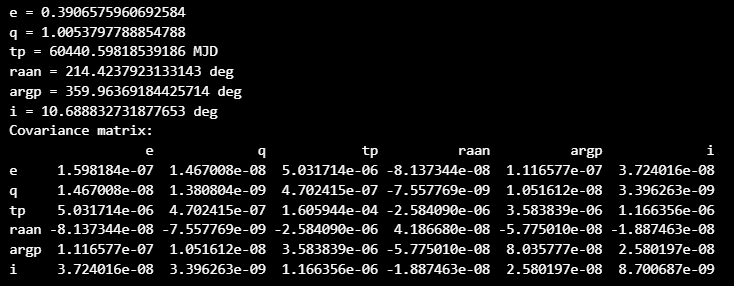 e = 0.3906575960692584
q = 1.0053797788854788
tp = 60440.59818539186 MJD
raan = 214.4237923133143 deg
argp = 359.96369184425714 deg
i = 10.688832731877653 deg
Covariance matrix:
e q tp raan argp i
e 1.598184e-07 1.467008e-08 5.031714e-06 -8.137344e-08 1.116577e-07 3.724016e-08
q 1.467008e-08 1.380804e-09 4.702415e-07 -7.557769e-09 1.051612e-08 3.396263e-09
tp 5.031714e-06 4.702415e-07 1.605944e-04 -2.584090e-06 3.583839e-06 1.166356e-06
raan -8.137344e-08 -7.557769e-09 -2.584090e-06 4.186680e-08 -5.775010e-08 -1.887463e-08
argp 1.116577e-07 1.051612e-08 3.583839e-06 -5.775010e-08 8.035777e-08 2.580197e-08
i 3.724016e-08 3.396263e-09 1.166356e-06 -1.887463e-08 2.580197e-08 8.700687e-09